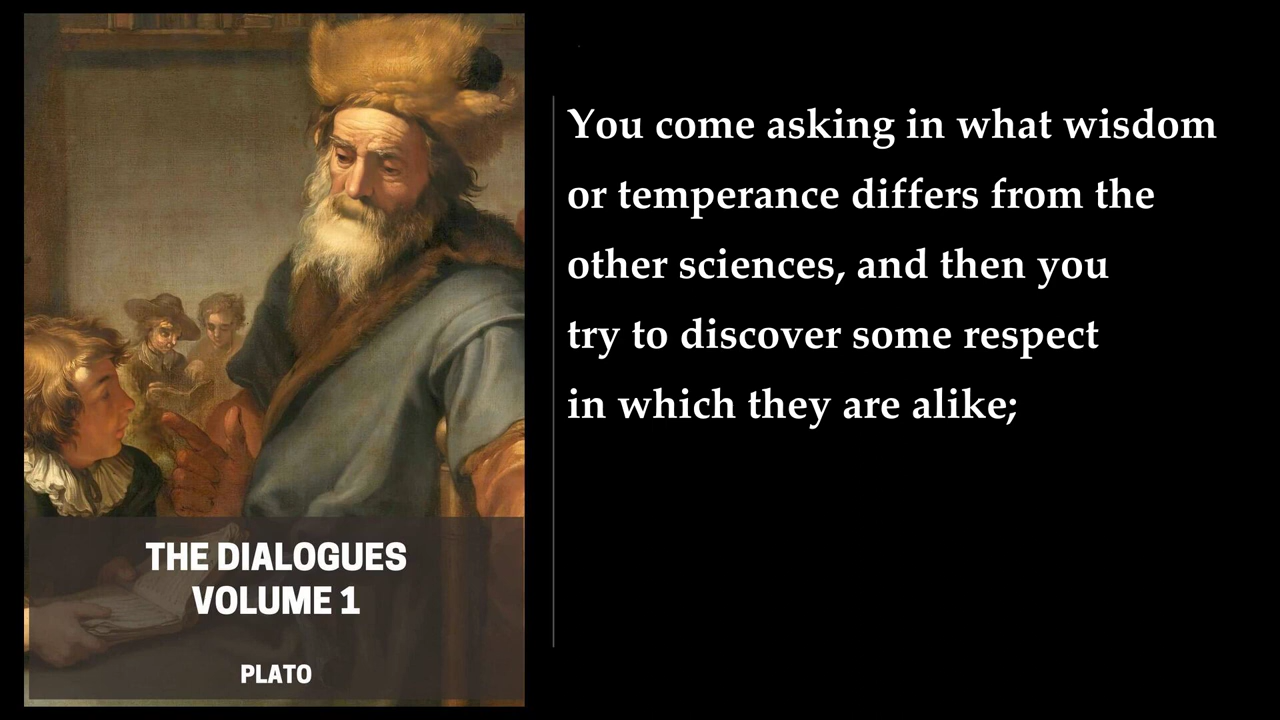 You come asking in what wisdom
or temperance differs from the
other sciences, and then you
try to discover some respect
in which they are alike;
THE DIALOGUES
VOLUME 1
PLATO